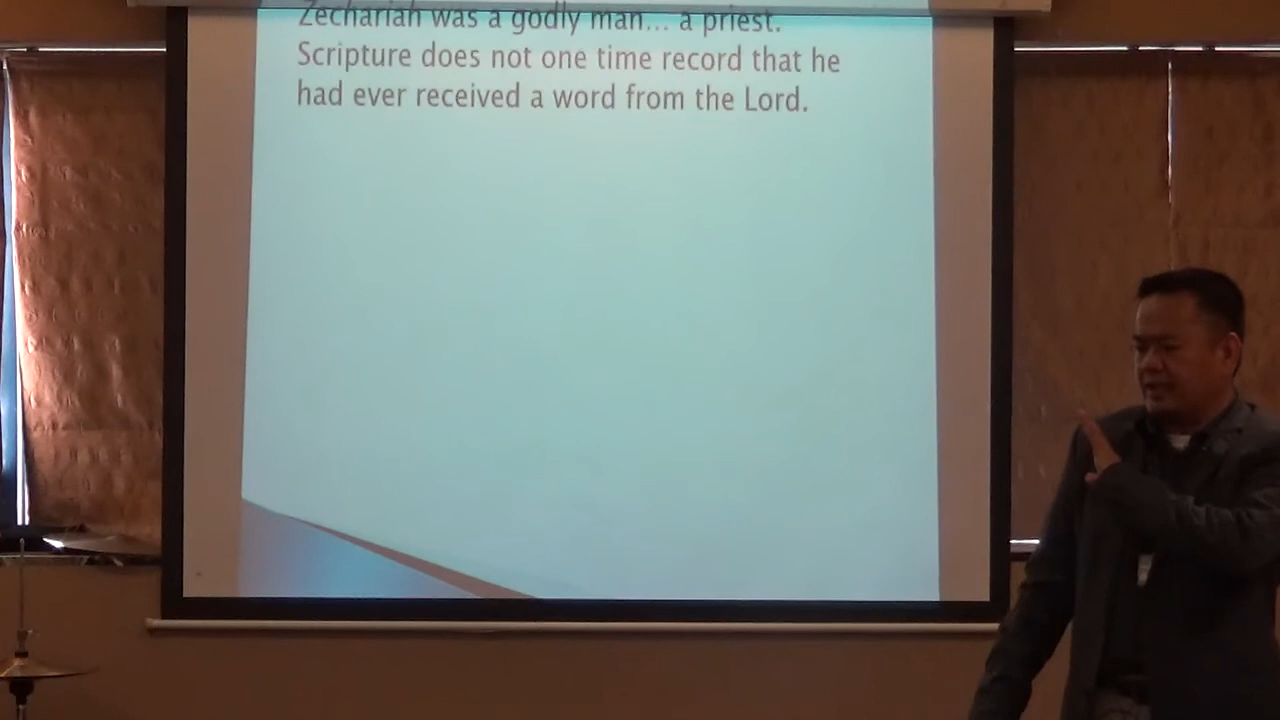 Zechariah was a godly man... a priest.
Scripture does not one time record that he
had ever received a word from the Lord.